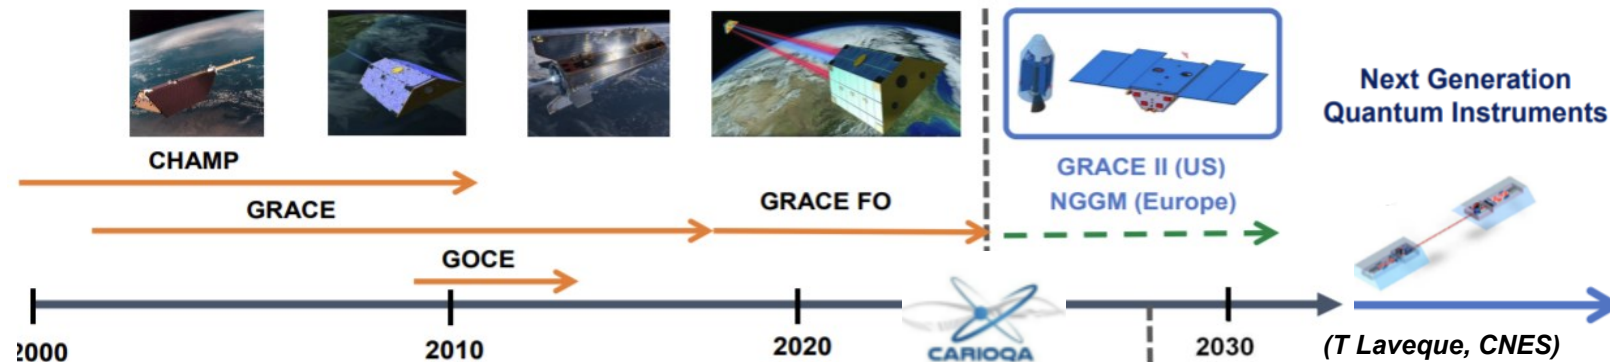 CHAMP
GRACE
GOCE
GRACE FO
GRACE II (US)
NGGM (Europe)
Next Generation
Quantum Instruments
2000
2010
2020
CARIOQA
2030
(T Laveque, CNES)